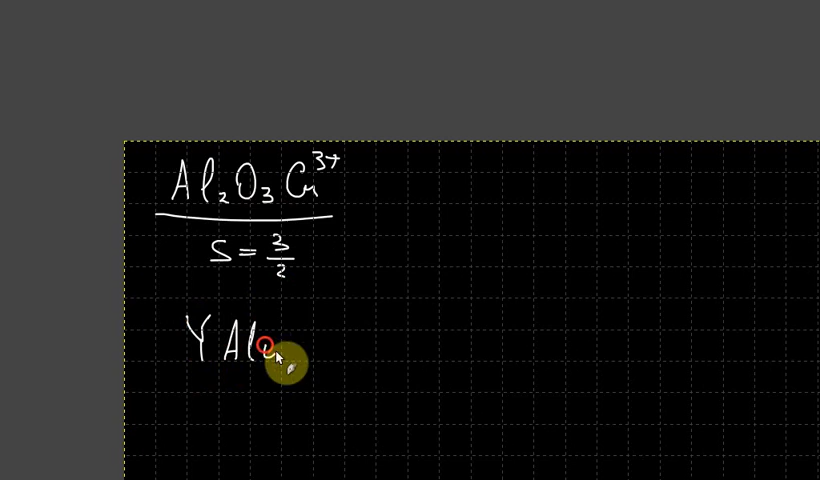 Al₂O₃Cr³⁺
S = 3/2
YAl